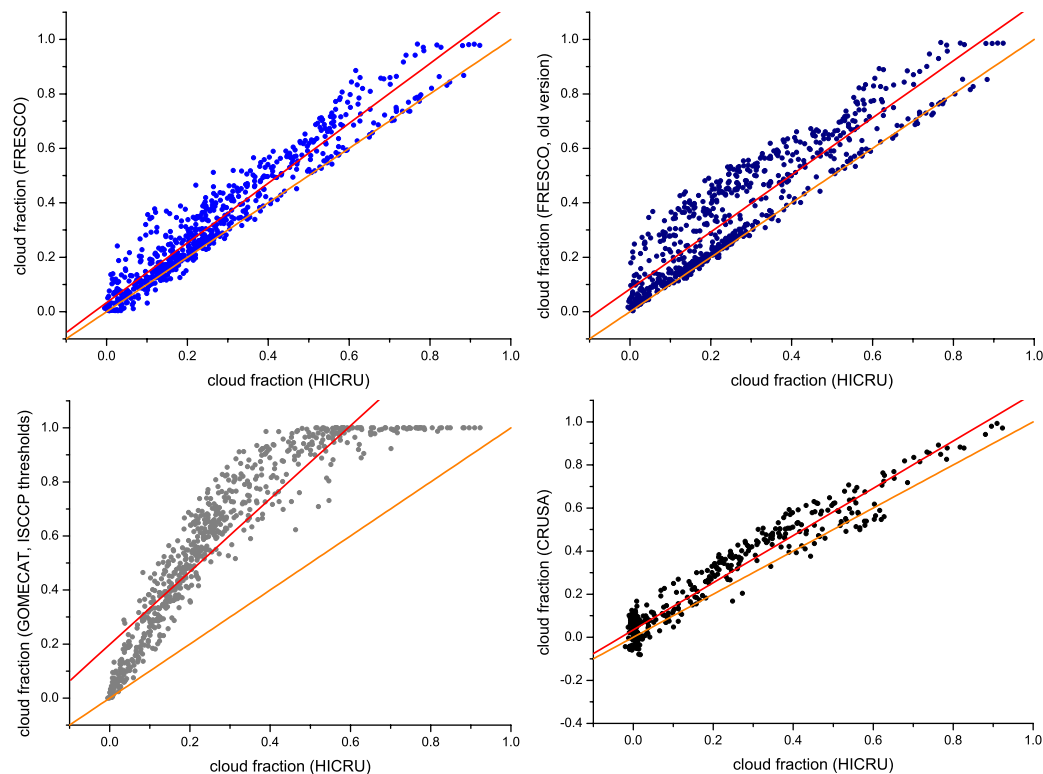 cloud fraction (FRESCO)
1.0
0.8
0.6
0.4
0.2
0.0
0.0 0.2 0.4 0.6 0.8 1.0
cloud fraction (HICRU)
cloud fraction (FRESCO, old version)
1.0
0.8
0.6
0.4
0.2
0.0
0.0 0.2 0.4 0.6 0.8 1.0
cloud fraction (HICRU)
cloud fraction (GOMECAT, ISCCP thresholds)
1.0
0.8
0.6
0.4
0.2
0.0
0.0 0.2 0.4 0.6 0.8 1.0
cloud fraction (HICRU)
cloud fraction (CRUSA)
1.0
0.8
0.6
0.4
0.2
0.0
-0.2
-0.4
0.0 0.2 0.4 0.6 0.8 1.0
cloud fraction (HICRU)